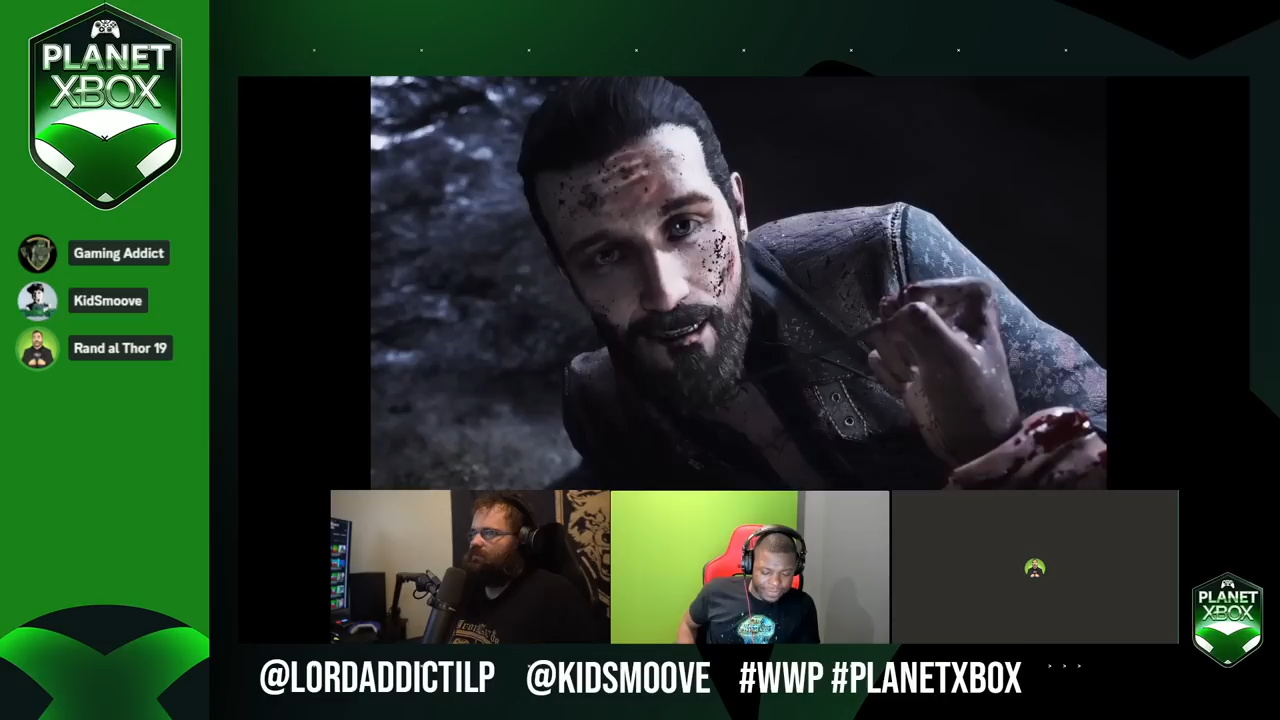 PLANET
XBOX
Gaming Addict
KidSmoove
Rand al Thor 19
PLANET
XBOX
@LORDADDICTILP @KIDSMOOVE #WWP #PLANETXBOX